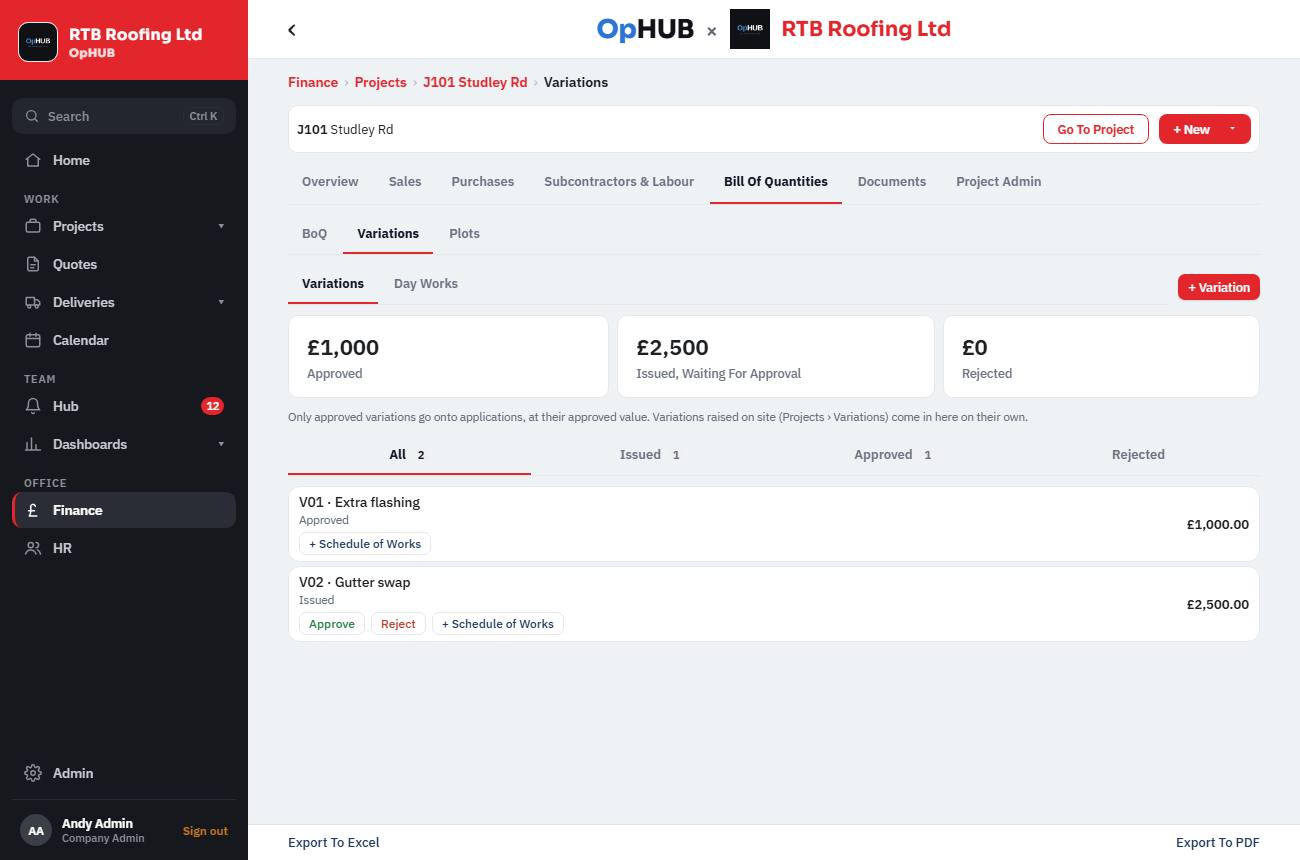 OpHUB
RTB Roofing Ltd
OpHUB
Search
Ctrl K
Home
WORK
Projects
Quotes
Deliveries
Calendar
TEAM
Hub
12
Dashboards
OFFICE
Finance
HR
Admin
AA
Andy Admin
Company Admin
Sign out
OpHUB × OpHUB RTB Roofing Ltd
Finance › Projects › J101 Studley Rd › Variations
J101 Studley Rd
Go To Project
+ New
Overview Sales Purchases Subcontractors & Labour Bill Of Quantities Documents Project Admin
BoQ Variations Plots
Variations Day Works
+ Variation
£1,000
Approved
£2,500
Issued, Waiting For Approval
£0
Rejected
Only approved variations go onto applications, at their approved value. Variations raised on site (Projects › Variations) come in here on their own.
All 2 Issued 1 Approved 1 Rejected
V01 · Extra flashing
Approved
+ Schedule of Works
£1,000.00
V02 · Gutter swap
Issued
Approve Reject + Schedule of Works
£2,500.00
Export To Excel
Export To PDF